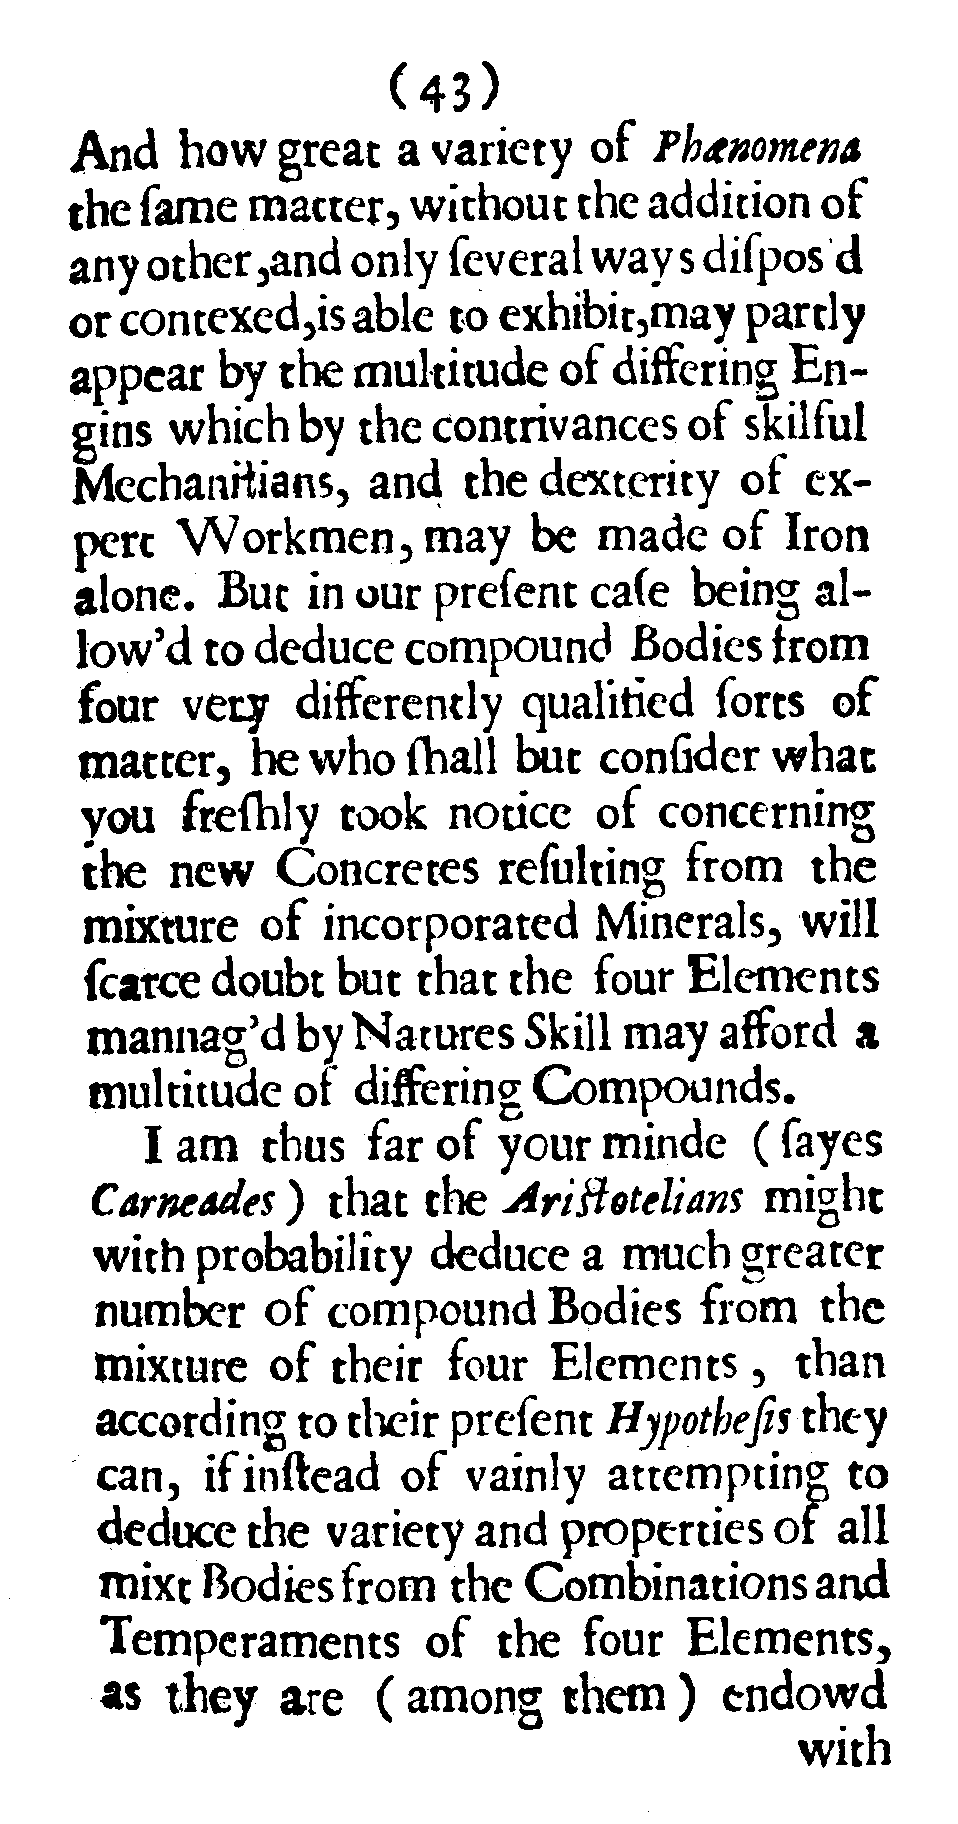 (43)
And how great a variety of Phænomena
the ſame matter, without the addition of
any other, and only ſeveral ways diſpos'd
or contexed, is able to exhibit, may partly
appear by the multitude of differing En-
gins which by the contrivances of skilful
Mechanitians, and the dexterity of ex-
pert Workmen, may be made of Iron
alone. But in our preſent caſe being al-
low'd to deduce compound Bodies from
four very differently qualified ſorts of
matter, he who ſhall but conſider what
you freſhly took notice of concerning
the new Concretes reſulting from the
mixture of incorporated Minerals, will
ſcarce doubt but that the four Elements
mannag'd by Natures Skill may afford a
multitude of differing Compounds.
I am thus far of your minde (ſayes
Carneades) that the Ariſtotelians might
with probability deduce a much greater
number of compound Bodies from the
mixture of their four Elements, than
according to their preſent Hypotheſis they
can, if inſtead of vainly attempting to
deduce the variety and properties of all
mixt Bodies from the Combinations and
Temperaments of the four Elements,
as they are (among them) endowd
with